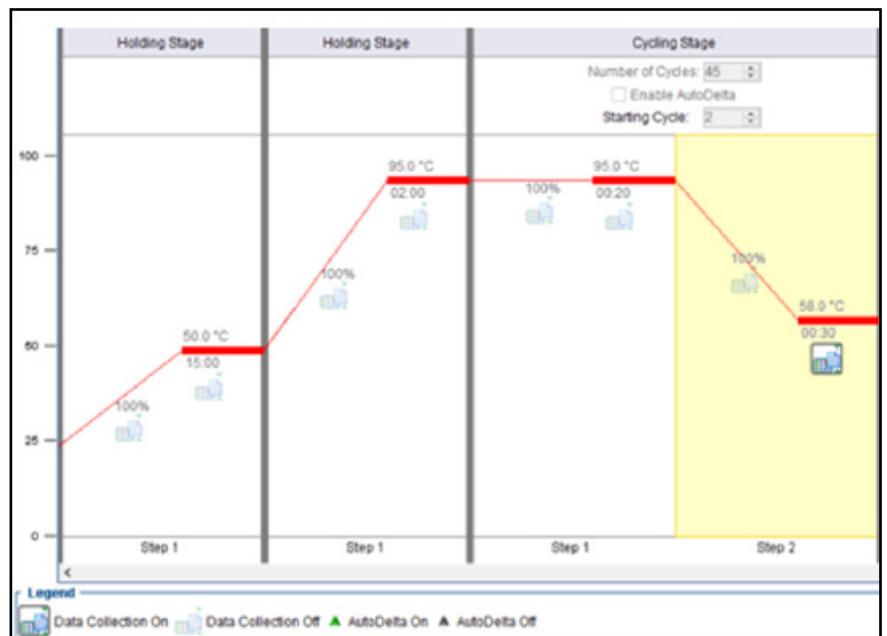 Holding Stage Holding Stage Cycling Stage
Number of Cycles: 45
Enable AutoDelta
Starting Cycle: 2
100
95.0 °C 95.0 °C
02:00 100% 00:20
75
100% 100%
58.0 °C
50 50.0 °C 00:30
15:00
100%
25
0
Step 1 Step 1 Step 1 Step 2
<
Legend
Data Collection On Data Collection Off AutoDelta On AutoDelta Off